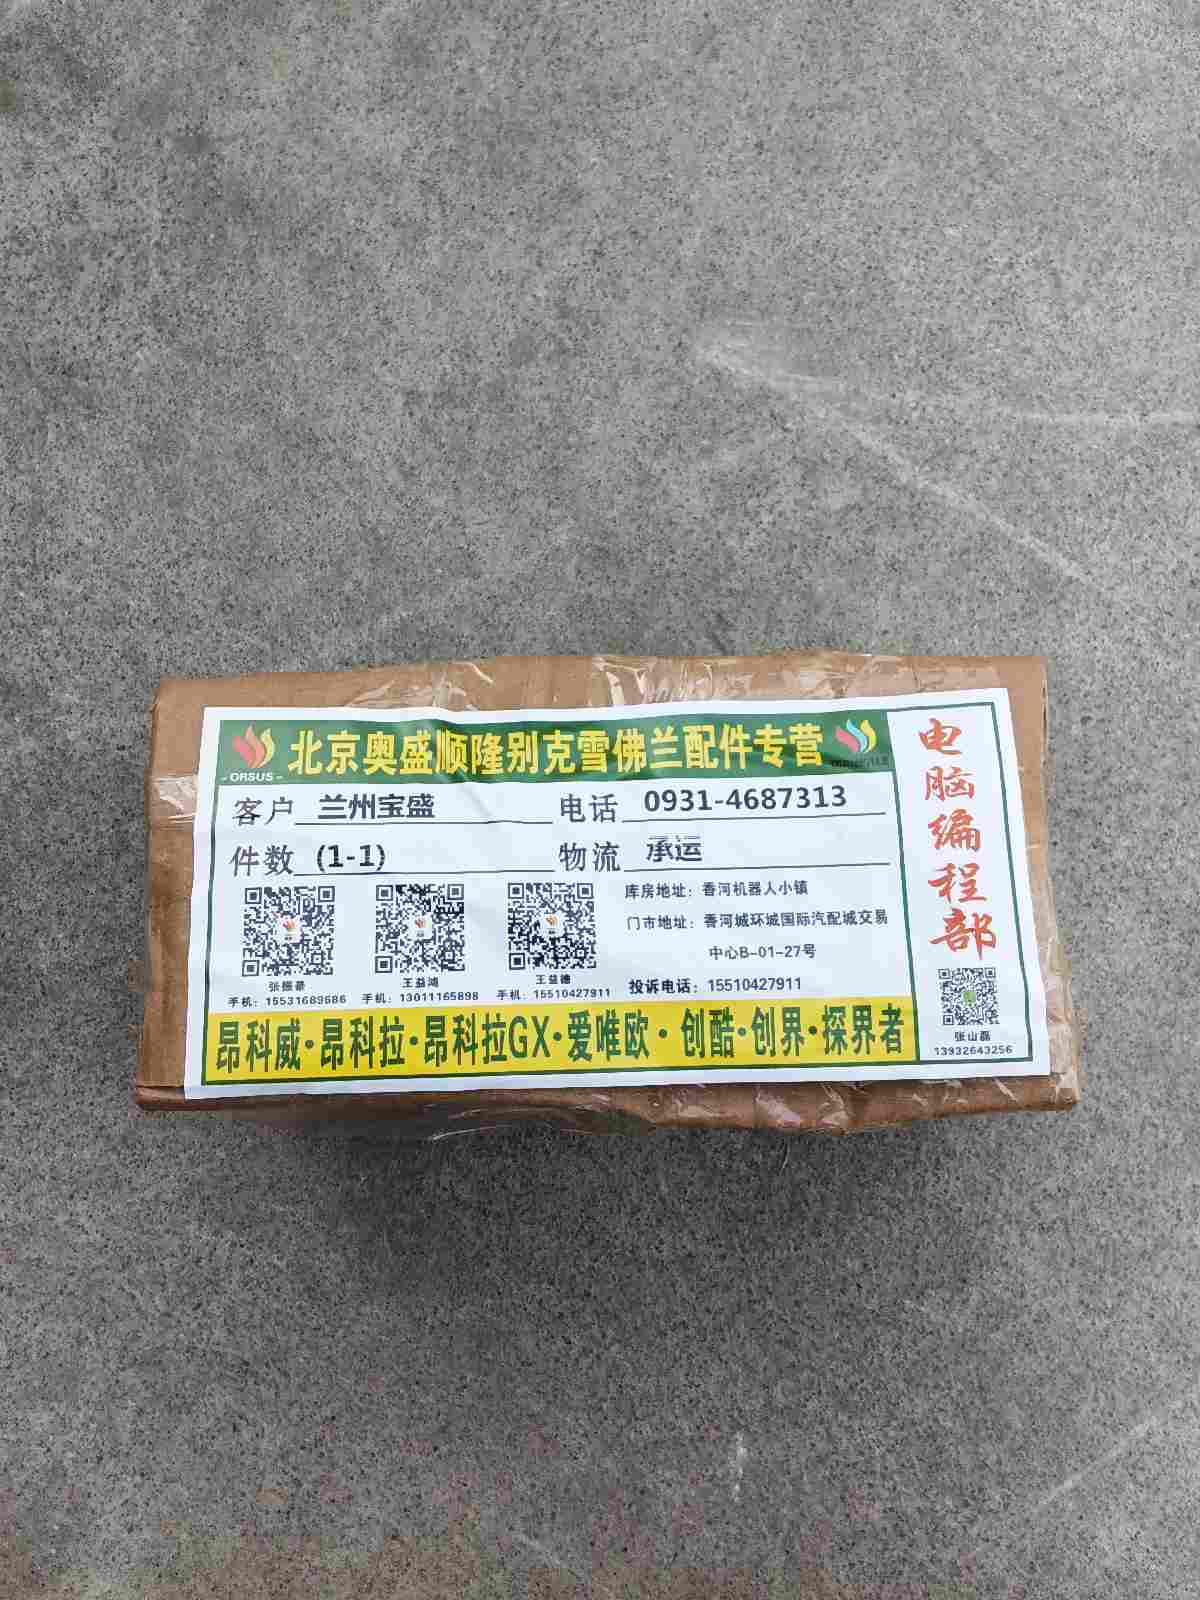 ORSUS
北京奥盛顺隆别克雪佛兰配件专营
客户 兰州宝盛 电话 0931-4687313
件数 (1-1) 物流 承运
库房地址：香河机器人小镇
门市地址：香河城环城国际汽配城交易
中心B-01-27号
投诉电话：15510427911
张振豪
手机：15531689686
王益鸿
手机：13011165898
王益德
手机：15510427911
昂科威·昂科拉·昂科拉GX·爱唯欧·创酷·创界·探界者
电脑编程部
张山磊
13932643256